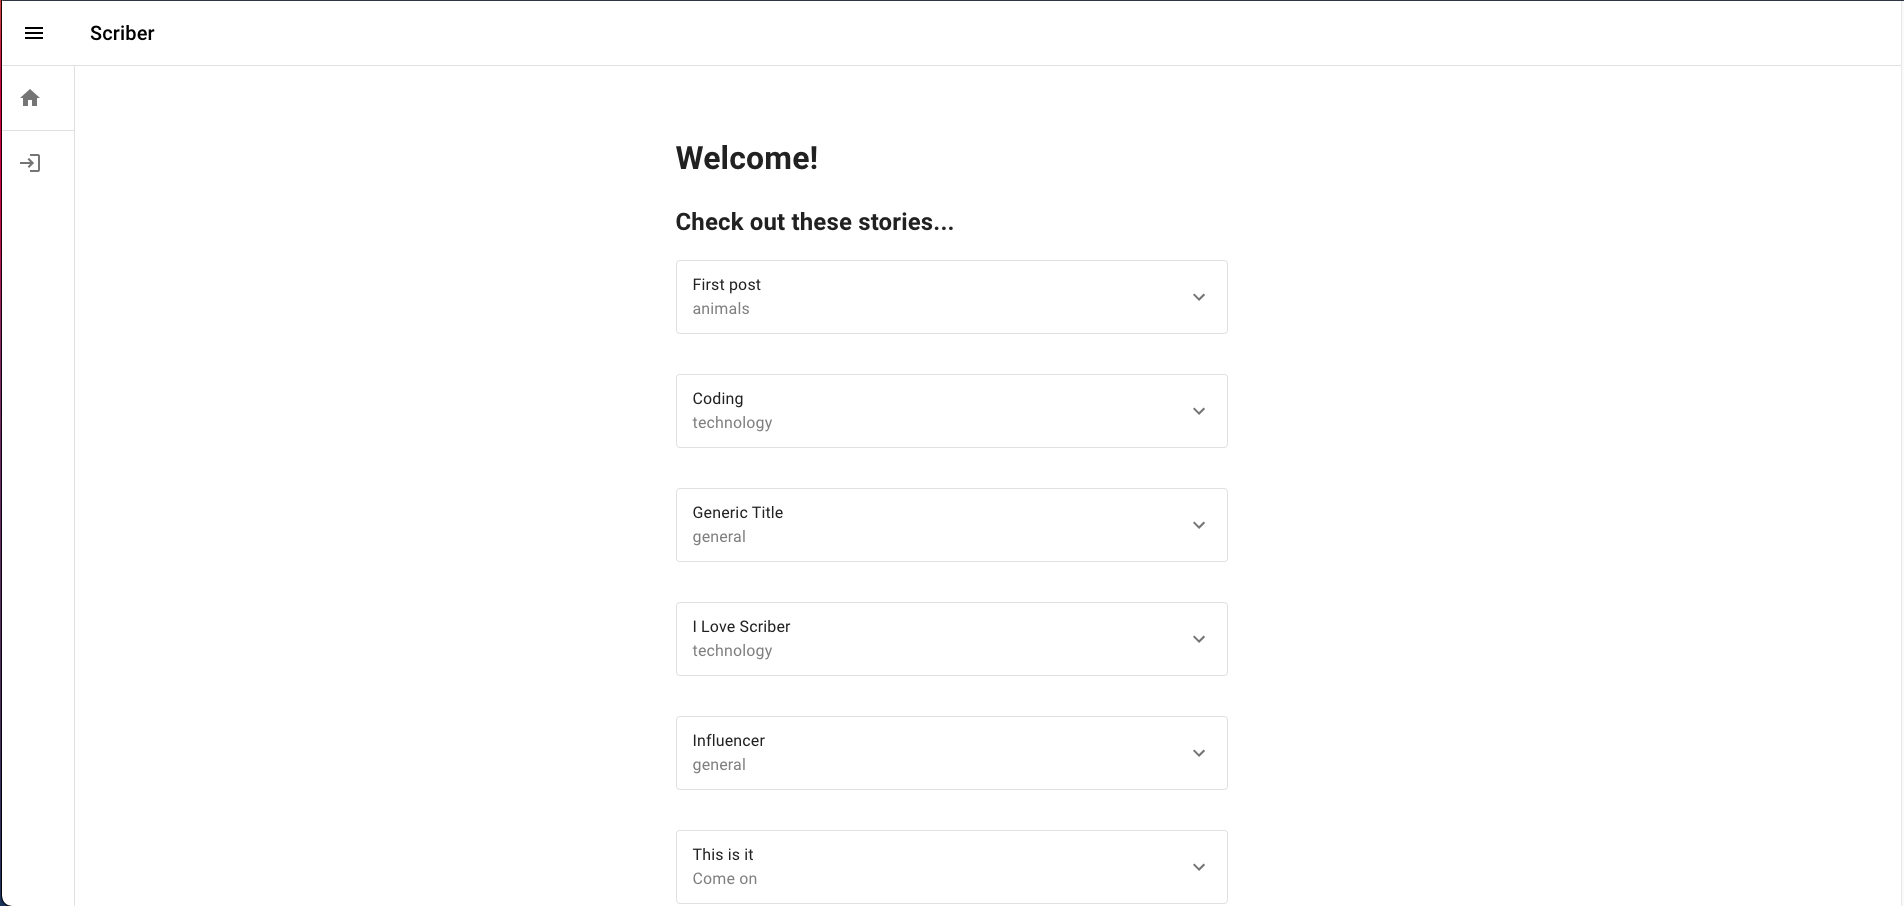 Scriber
Welcome!
Check out these stories...
First post
animals
Coding
technology
Generic Title
general
I Love Scriber
technology
Influencer
general
This is it
Come on